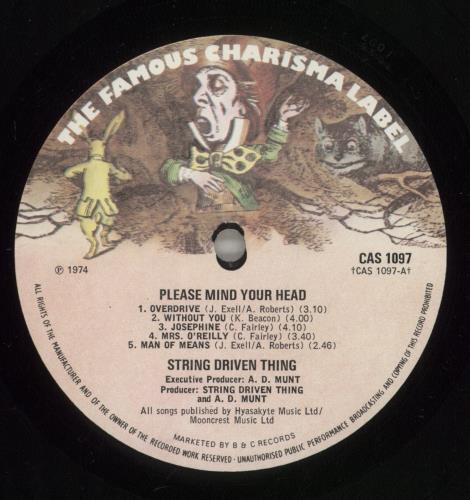 THE FAMOUS CHARISMA LABEL
CAS 1097
†CAS 1097-A†
℗ 1974
PLEASE MIND YOUR HEAD
1. OVERDRIVE (J. Exell/A. Roberts) (3.10)
2. WITHOUT YOU (K. Beacon) (4.00)
3. JOSEPHINE (C. Fairley) (4.10)
4. MRS. O'REILLY (C. Fairley) (3.40)
5. MAN OF MEANS (J. Exell/A. Roberts) (2.46)
STRING DRIVEN THING
Executive Producer: A. D. MUNT
Producer: STRING DRIVEN THING
and A. D. MUNT
All songs published by Hyasakyte Music Ltd/
Mooncrest Music Ltd
MARKETED BY B & C RECORDS
ALL RIGHTS OF THE MANUFACTURER AND OF THE OWNER OF THE RECORDED WORK RESERVED · UNAUTHORISED PUBLIC PERFORMANCE BROADCASTING AND COPYING OF THIS RECORD PROHIBITED